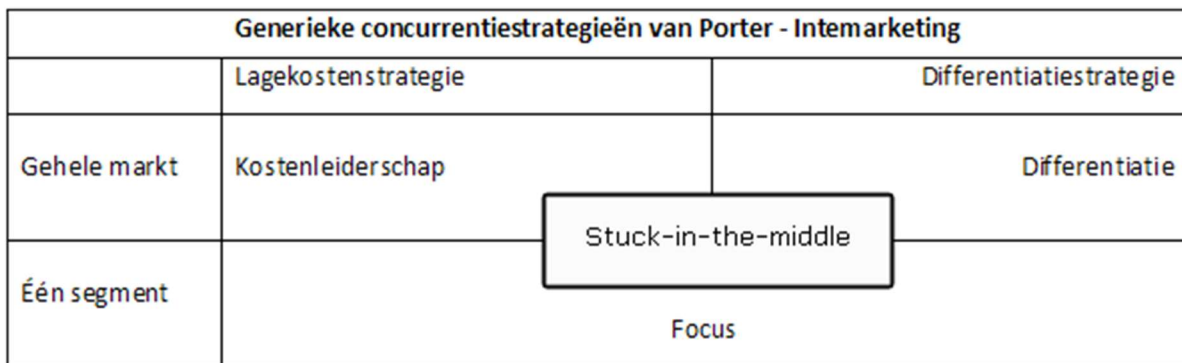 Generieke concurrentiestrategieën van Porter - Intemarketing
Lagekostenstrategie Differentiatiestrategie
Gehele markt Kostenleiderschap Differentiatie
Stuck-in-the-middle
Één segment
Focus